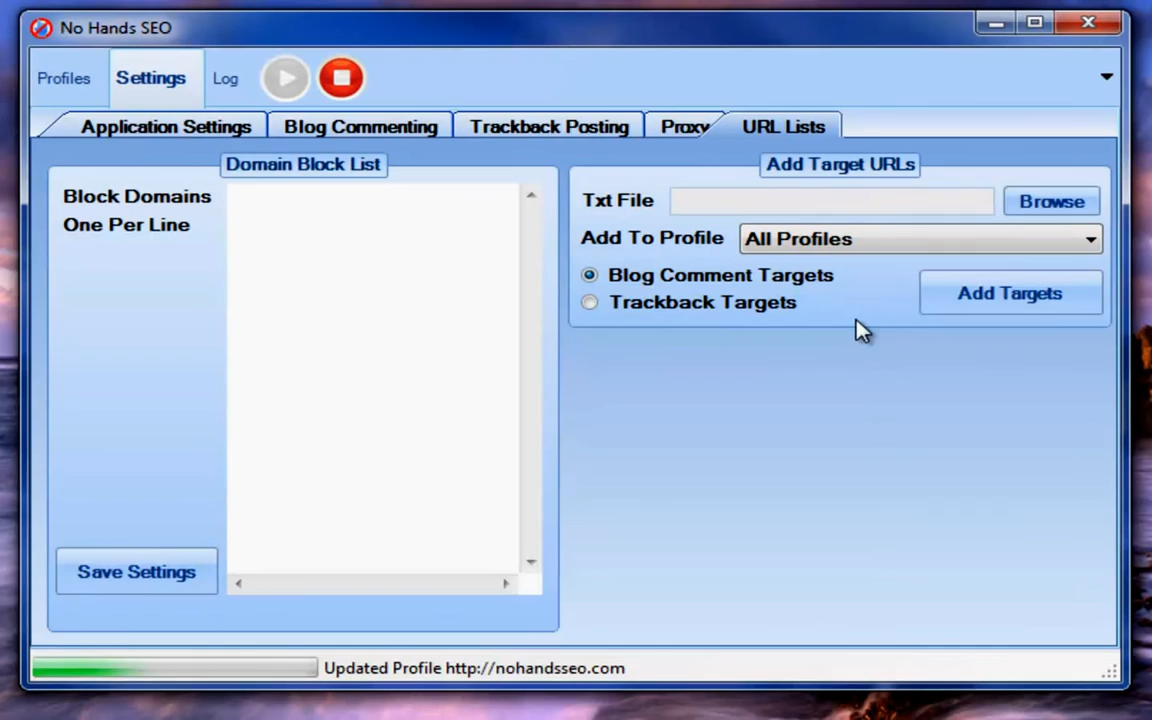 No Hands SEO
Profiles Settings Log
Application Settings Blog Commenting Trackback Posting Proxy URL Lists
Domain Block List
Block Domains
One Per Line
Save Settings
Add Target URLs
Txt File Browse
Add To Profile All Profiles
Blog Comment Targets
Trackback Targets
Add Targets
Updated Profile http://nohandsseo.com